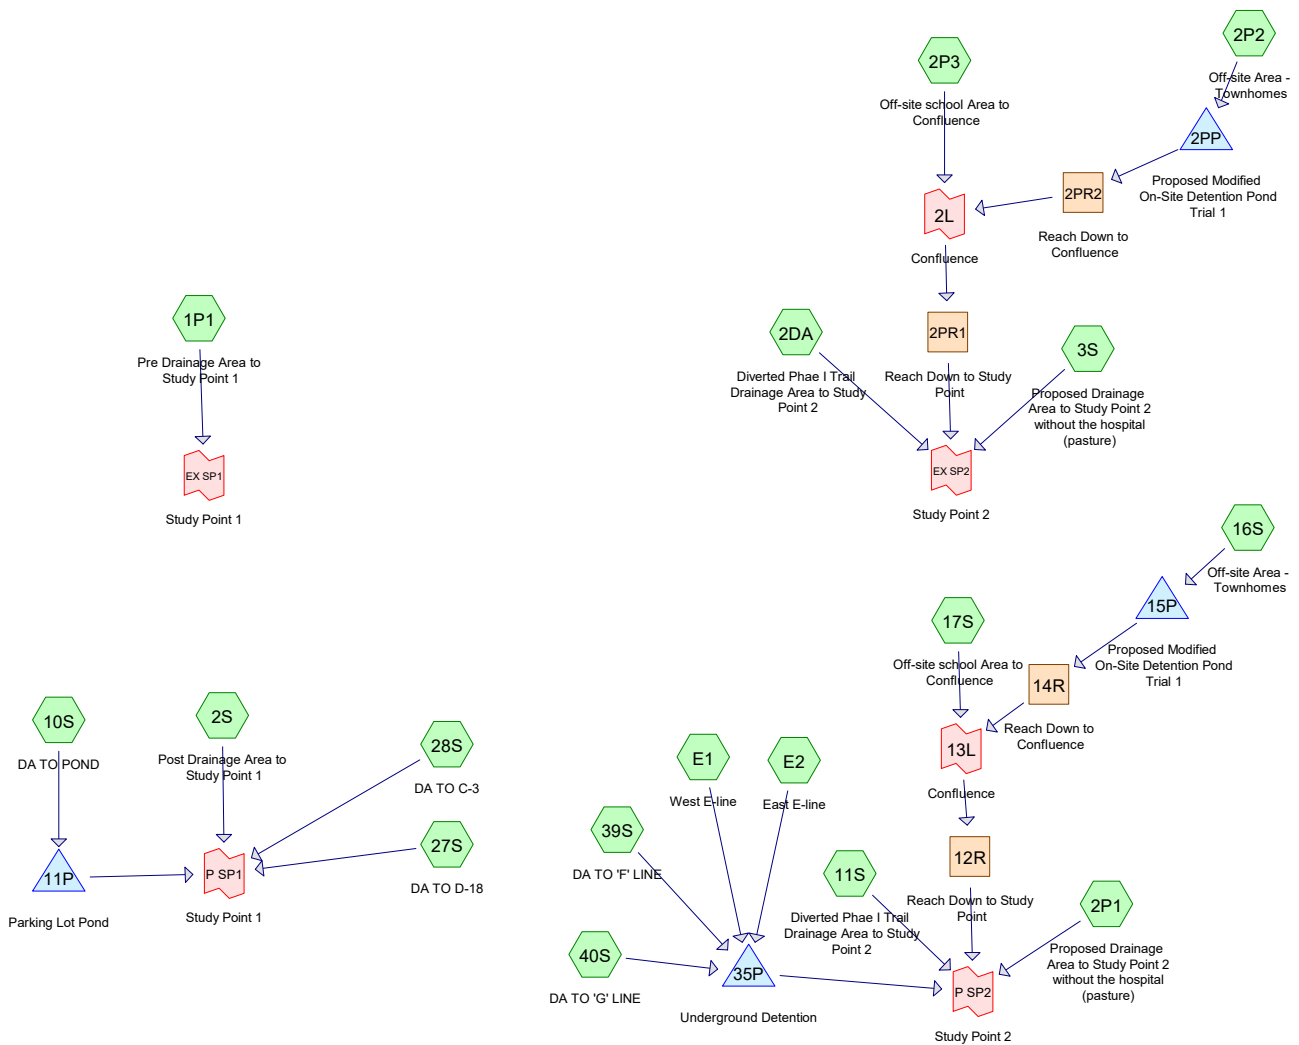 2P2
Off-site Area -
Townhomes
2P3
Off-site school Area to
Confluence
2PP
Proposed Modified
On-Site Detention Pond
Trial 1
2PR2
Reach Down to
Confluence
2L
Confluence
1P1
Pre Drainage Area to
Study Point 1
EX SP1
Study Point 1
2DA
Diverted Phae I Trail
Drainage Area to Study
Point 2
2PR1
Reach Down to Study
Point
3S
Proposed Drainage
Area to Study Point 2
without the hospital
(pasture)
EX SP2
Study Point 2
16S
Off-site Area -
Townhomes
15P
Proposed Modified
On-Site Detention Pond
Trial 1
17S
Off-site school Area to
Confluence
14R
Reach Down to
Confluence
13L
Confluence
10S
DA TO POND
2S
Post Drainage Area to
Study Point 1
28S
DA TO C-3
27S
DA TO D-18
11P
Parking Lot Pond
P SP1
Study Point 1
E1
West E-line
E2
East E-line
39S
DA TO 'F' LINE
40S
DA TO 'G' LINE
35P
Underground Detention
11S
Diverted Phae I Trail
Drainage Area to Study
Point 2
12R
Reach Down to Study
Point
2P1
Proposed Drainage
Area to Study Point 2
without the hospital
(pasture)
P SP2
Study Point 2